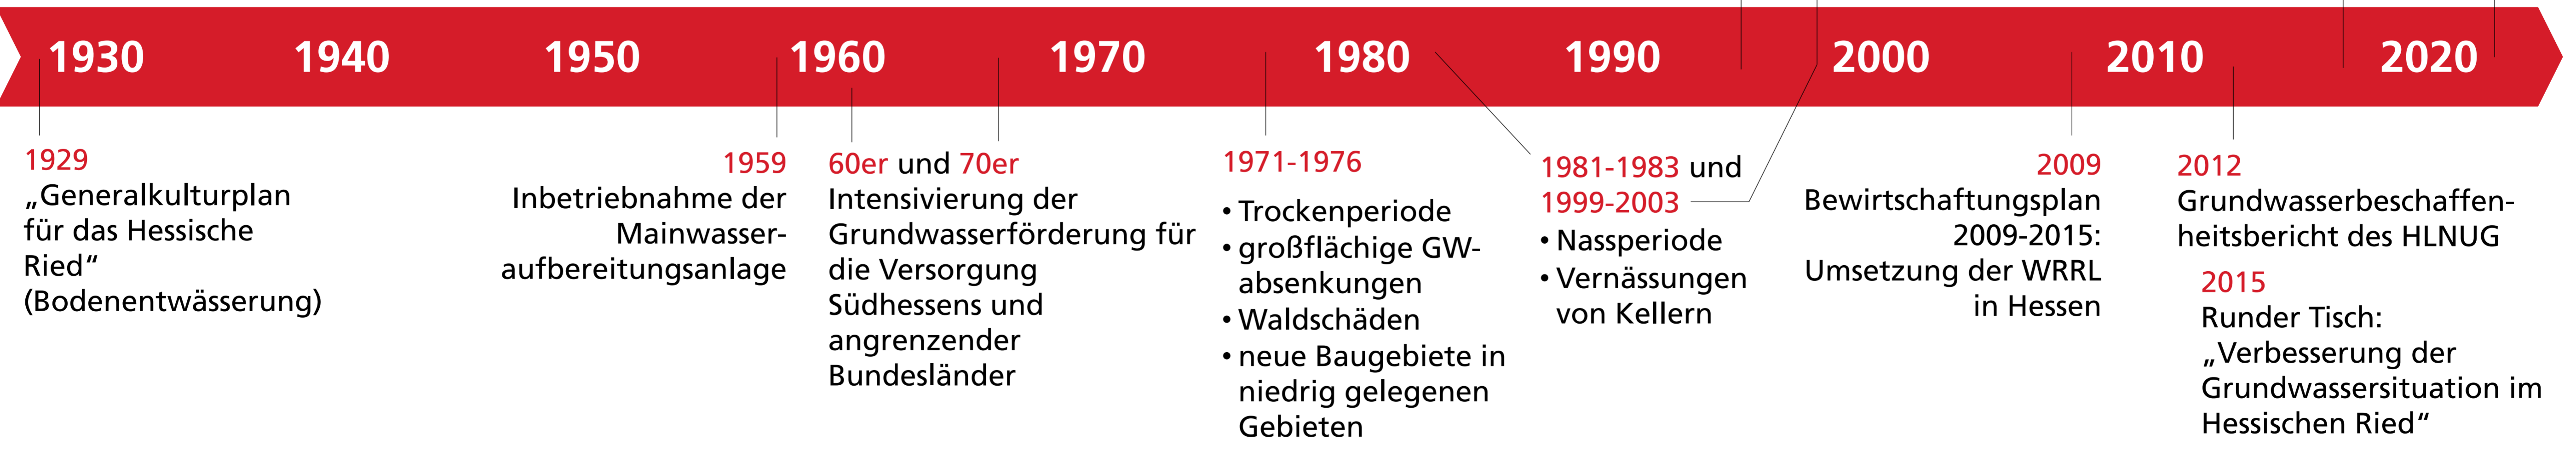 1930 1940 1950 1960 1970 1980 1990 2000 2010 2020
1929
„Generalkulturplan
für das Hessische
Ried“
(Bodenentwässerung)
1959
Inbetriebnahme der
Mainwasser-
aufbereitungsanlage
60er und 70er
Intensivierung der
Grundwasserförderung für
die Versorgung
Südhessens und
angrenzender
Bundesländer
1971-1976
• Trockenperiode
• großflächige GW-
absenkungen
• Waldschäden
• neue Baugebiete in
niedrig gelegenen
Gebieten
1981-1983 und
1999-2003
• Nassperiode
• Vernässungen
von Kellern
2009
Bewirtschaftungsplan
2009-2015:
Umsetzung der WRRL
in Hessen
2012
Grundwasserbeschaffen-
heitsbericht des HLNUG
2015
Runder Tisch:
„Verbesserung der
Grundwassersituation im
Hessischen Ried“